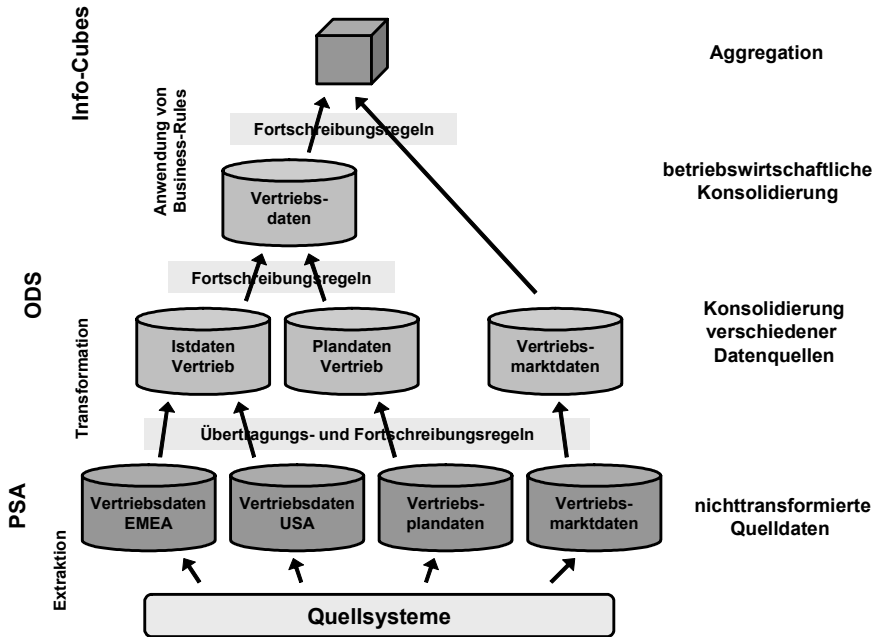 Info-Cubes
Aggregation
Anwendung von
Business-Rules
Fortschreibungsregeln
Vertriebs-
daten
betriebswirtschaftliche
Konsolidierung
ODS
Fortschreibungsregeln
Transformation
Istdaten
Vertrieb
Plandaten
Vertrieb
Vertriebs-
marktdaten
Konsolidierung
verschiedener
Datenquellen
Übertragungs- und Fortschreibungsregeln
PSA
Extraktion
Vertriebsdaten
EMEA
Vertriebsdaten
USA
Vertriebs-
plandaten
Vertriebs-
marktdaten
nichttransformierte
Quelldaten
Quellsysteme